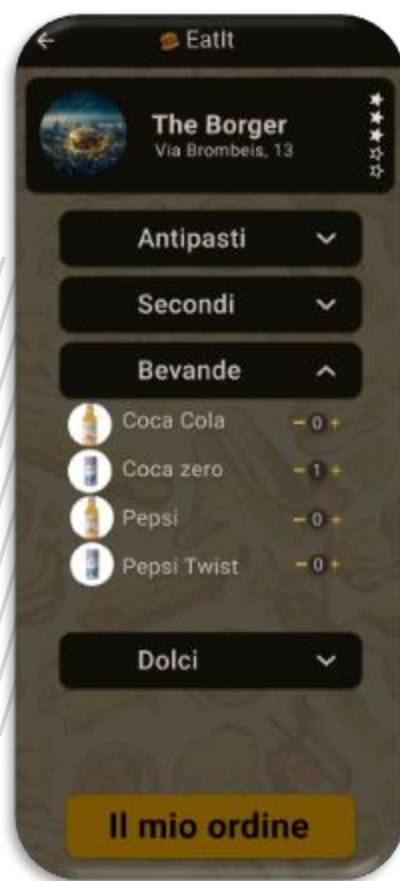 EatIt
The Borger
Via Brombeis, 13
Antipasti
Secondi
Bevande
Coca Cola
- 0 +
Coca zero
- 1 +
Pepsi
- 0 +
Pepsi Twist
- 0 +
Dolci
Il mio ordine